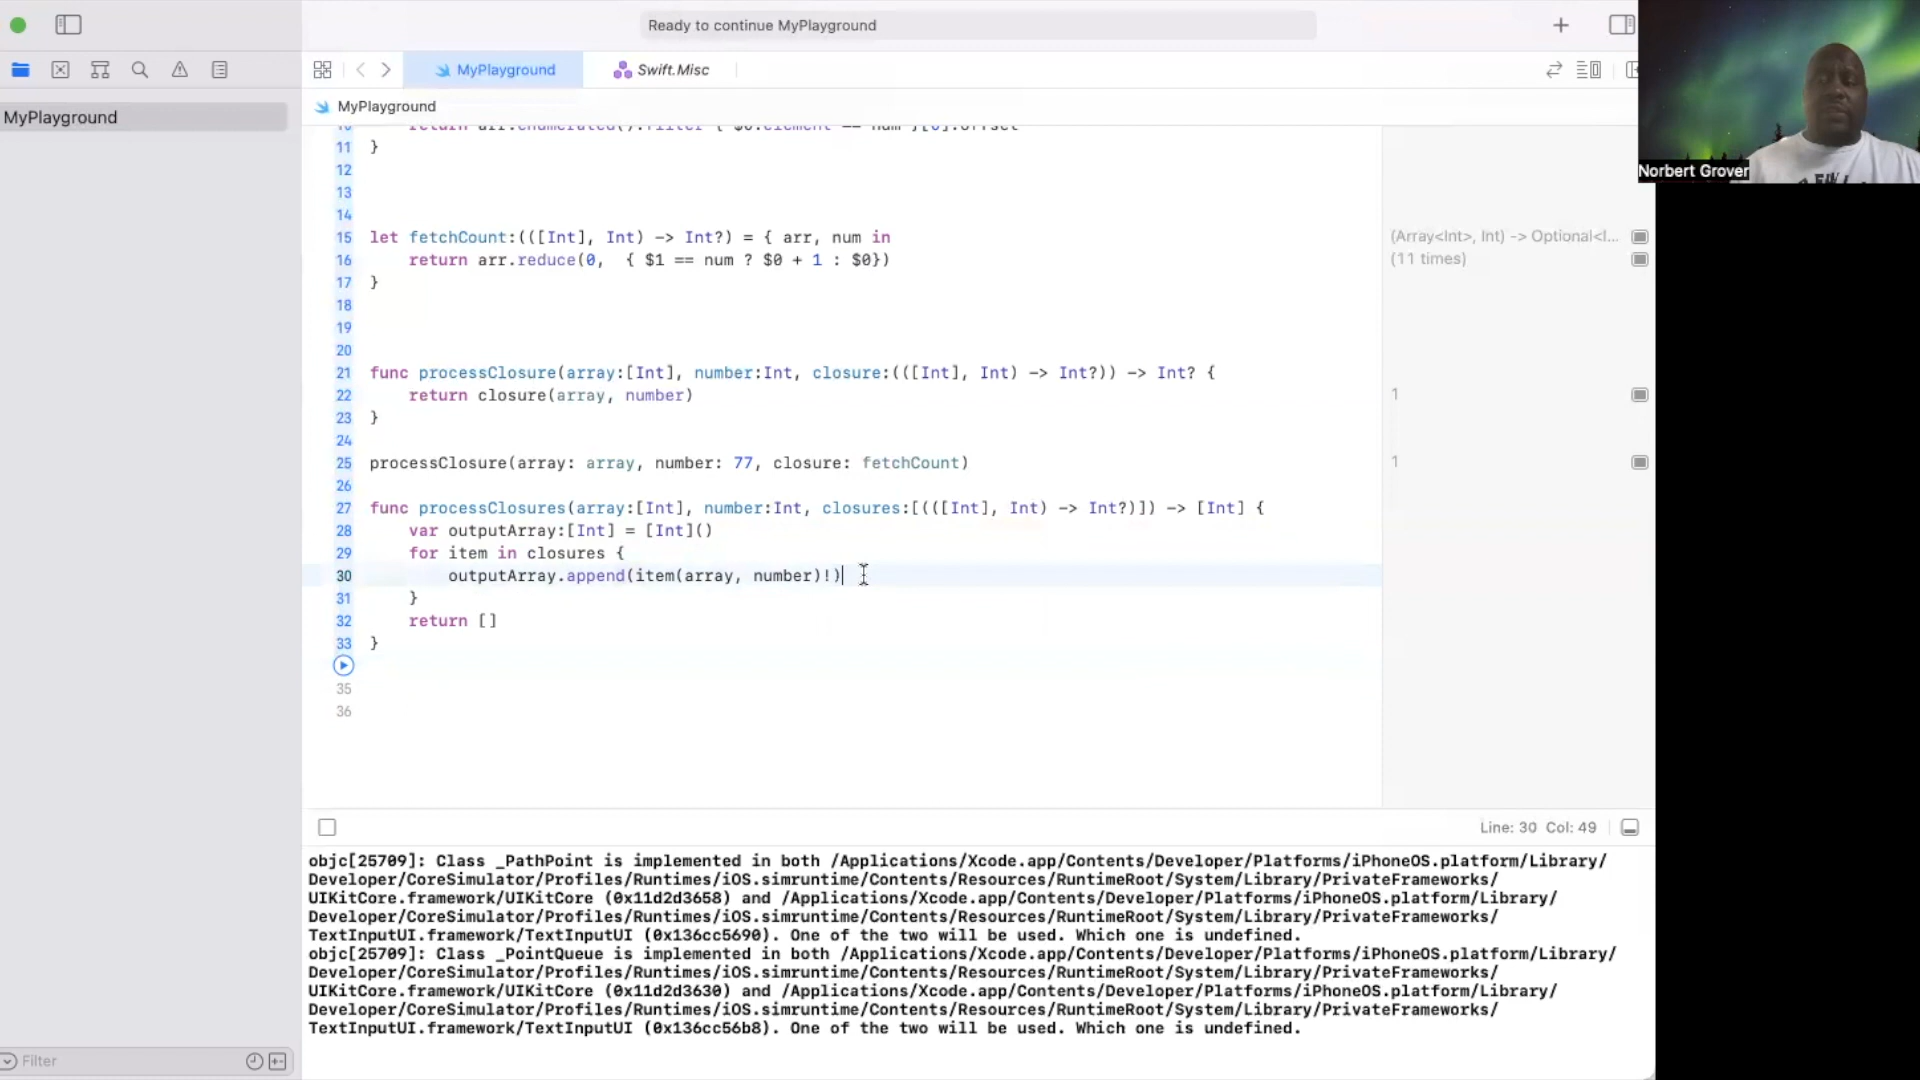 Ready to continue MyPlayground
MyPlayground
Swift.Misc
MyPlayground
MyPlayground
10 return arr.enumerated().filter { $0.element == num }[0].offset
11 }
12
13
14
15 let fetchCount:(([Int], Int) -> Int?) = { arr, num in
(Array<Int>, Int) -> Optional<I...
16 return arr.reduce(0,  { $1 == num ? $0 + 1 : $0})
(11 times)
17 }
18
19
20
21 func processClosure(array:[Int], number:Int, closure:(([Int], Int) -> Int?)) -> Int? {
22 return closure(array, number)
1
23 }
24
25 processClosure(array: array, number: 77, closure: fetchCount)
1
26
27 func processClosures(array:[Int], number:Int, closures:[(([Int], Int) -> Int?)]) -> [Int] {
28 var outputArray:[Int] = [Int]()
29 for item in closures {
30 outputArray.append(item(array, number)!)
31 }
32 return []
33 }
35
36
Line: 30 Col: 49
objc[25709]: Class _PathPoint is implemented in both /Applications/Xcode.app/Contents/Developer/Platforms/iPhoneOS.platform/Library/
Developer/CoreSimulator/Profiles/Runtimes/iOS.simruntime/Contents/Resources/RuntimeRoot/System/Library/PrivateFrameworks/
UIKitCore.framework/UIKitCore (0x11d2d3658) and /Applications/Xcode.app/Contents/Developer/Platforms/iPhoneOS.platform/Library/
Developer/CoreSimulator/Profiles/Runtimes/iOS.simruntime/Contents/Resources/RuntimeRoot/System/Library/PrivateFrameworks/
TextInputUI.framework/TextInputUI (0x136cc5690). One of the two will be used. Which one is undefined.
objc[25709]: Class _PointQueue is implemented in both /Applications/Xcode.app/Contents/Developer/Platforms/iPhoneOS.platform/Library/
Developer/CoreSimulator/Profiles/Runtimes/iOS.simruntime/Contents/Resources/RuntimeRoot/System/Library/PrivateFrameworks/
UIKitCore.framework/UIKitCore (0x11d2d3630) and /Applications/Xcode.app/Contents/Developer/Platforms/iPhoneOS.platform/Library/
Developer/CoreSimulator/Profiles/Runtimes/iOS.simruntime/Contents/Resources/RuntimeRoot/System/Library/PrivateFrameworks/
TextInputUI.framework/TextInputUI (0x136cc56b8). One of the two will be used. Which one is undefined.
Filter
Norbert Grover